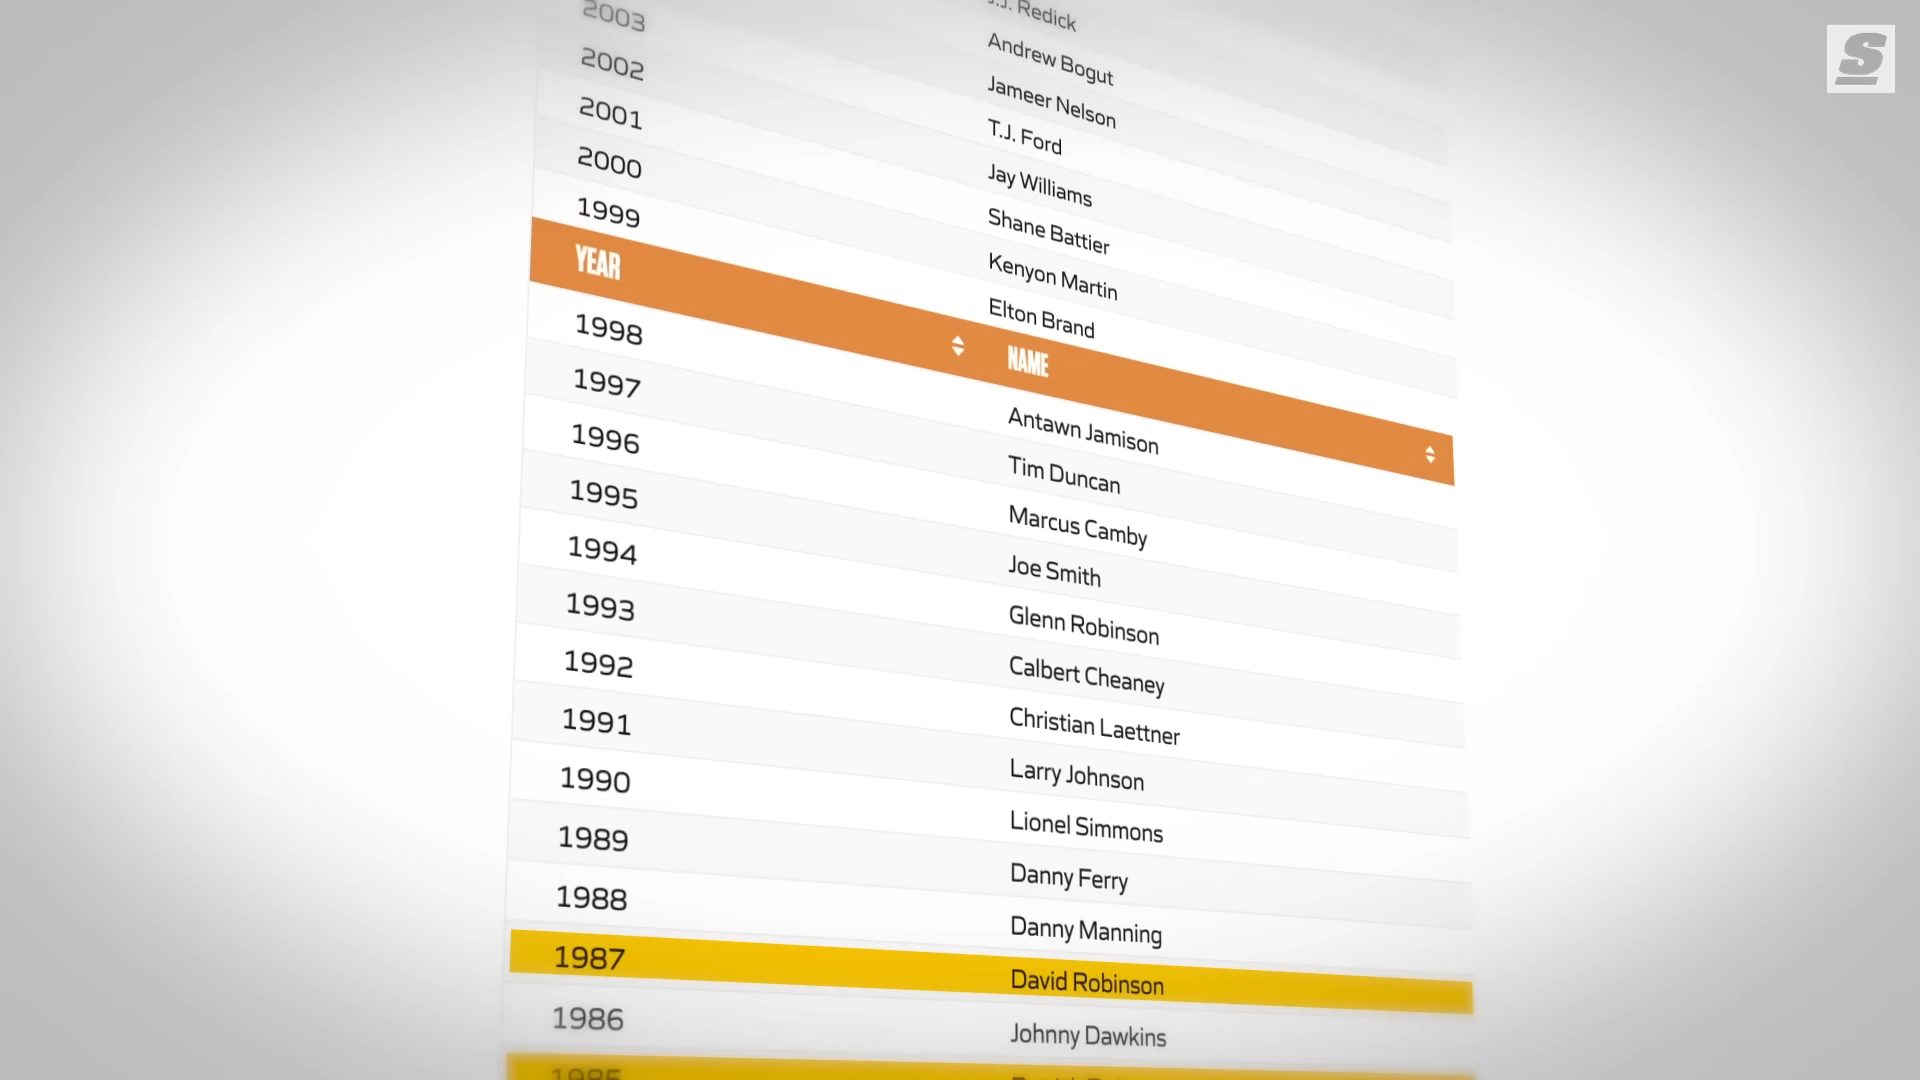 J.J. Redick
Andrew Bogut
Jameer Nelson
2003 T.J. Ford
2002 Jay Williams
2001 Shane Battier
2000 Kenyon Martin
1999 Elton Brand
YEAR NAME
1998 Antawn Jamison
1997 Tim Duncan
1996 Marcus Camby
1995 Joe Smith
1994 Glenn Robinson
1993 Calbert Cheaney
1992 Christian Laettner
1991 Larry Johnson
1990 Lionel Simmons
1989 Danny Ferry
1988 Danny Manning
1987 David Robinson
1986 Johnny Dawkins
1985
S